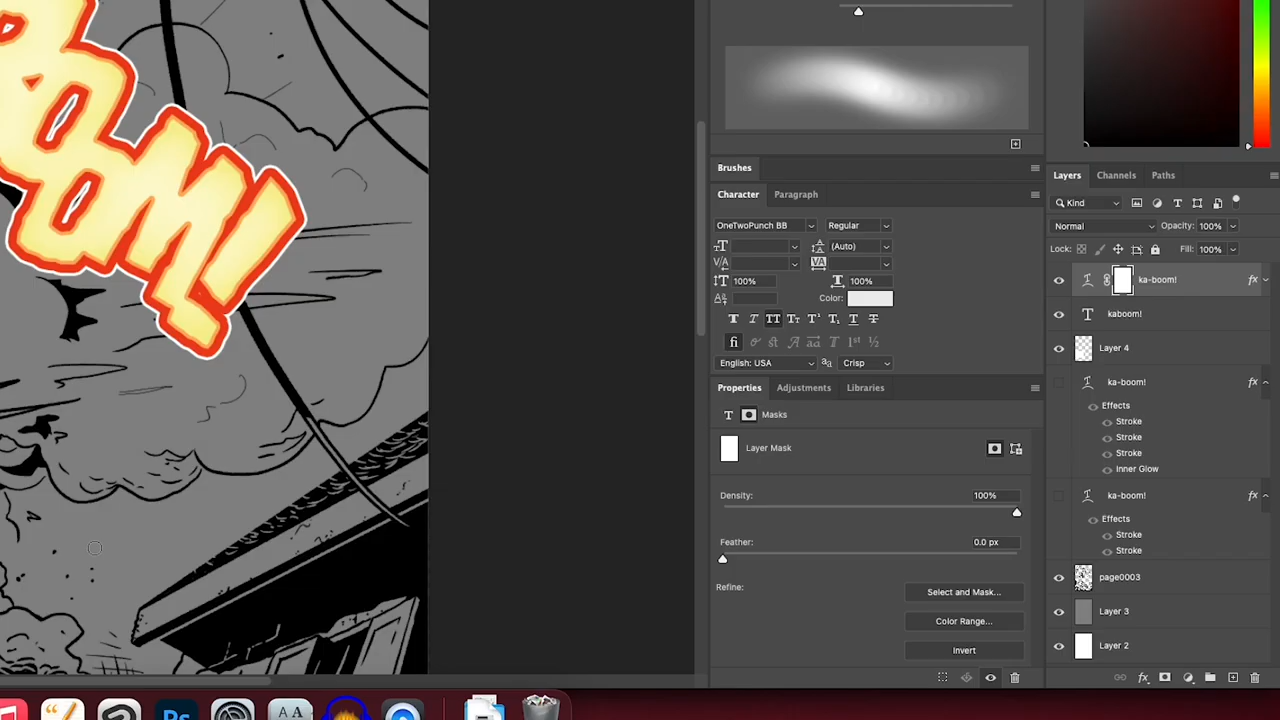 OOM!
Brushes
Character Paragraph
OneTwoPunch BB Regular
(Auto)
100% 100%
Color:
English: USA Crisp
Properties Adjustments Libraries
Masks
Layer Mask
Density: 100%
Feather: 0.0 px
Refine:
Select and Mask...
Color Range...
Invert
Layers Channels Paths
Kind
Normal Opacity: 100%
Lock: Fill: 100%
ka-boom! fx
kaboom!
Layer 4
ka-boom! fx
Effects
Stroke
Stroke
Stroke
Inner Glow
ka-boom! fx
Effects
Stroke
Stroke
page0003
Layer 3
Layer 2